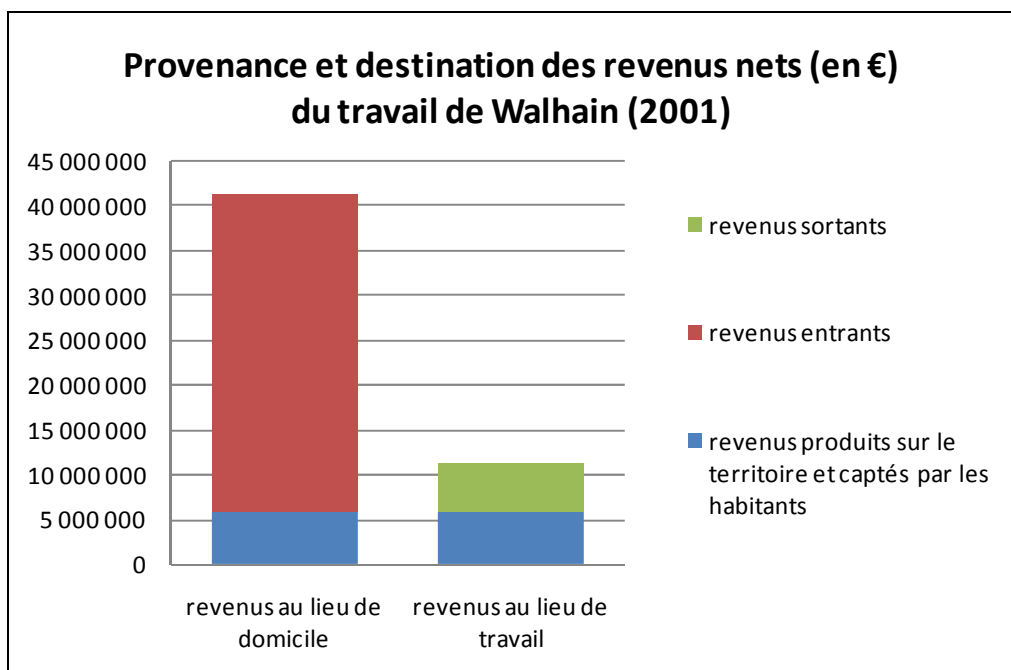 Provenance et destination des revenus nets (en €)
du travail de Walhain (2001)
45 000 000
40 000 000
35 000 000
30 000 000
25 000 000
20 000 000
15 000 000
10 000 000
5 000 000
0
revenus au lieu de
domicile
revenus au lieu de
travail
revenus sortants
revenus entrants
revenus produits sur le
territoire et captés par les
habitants